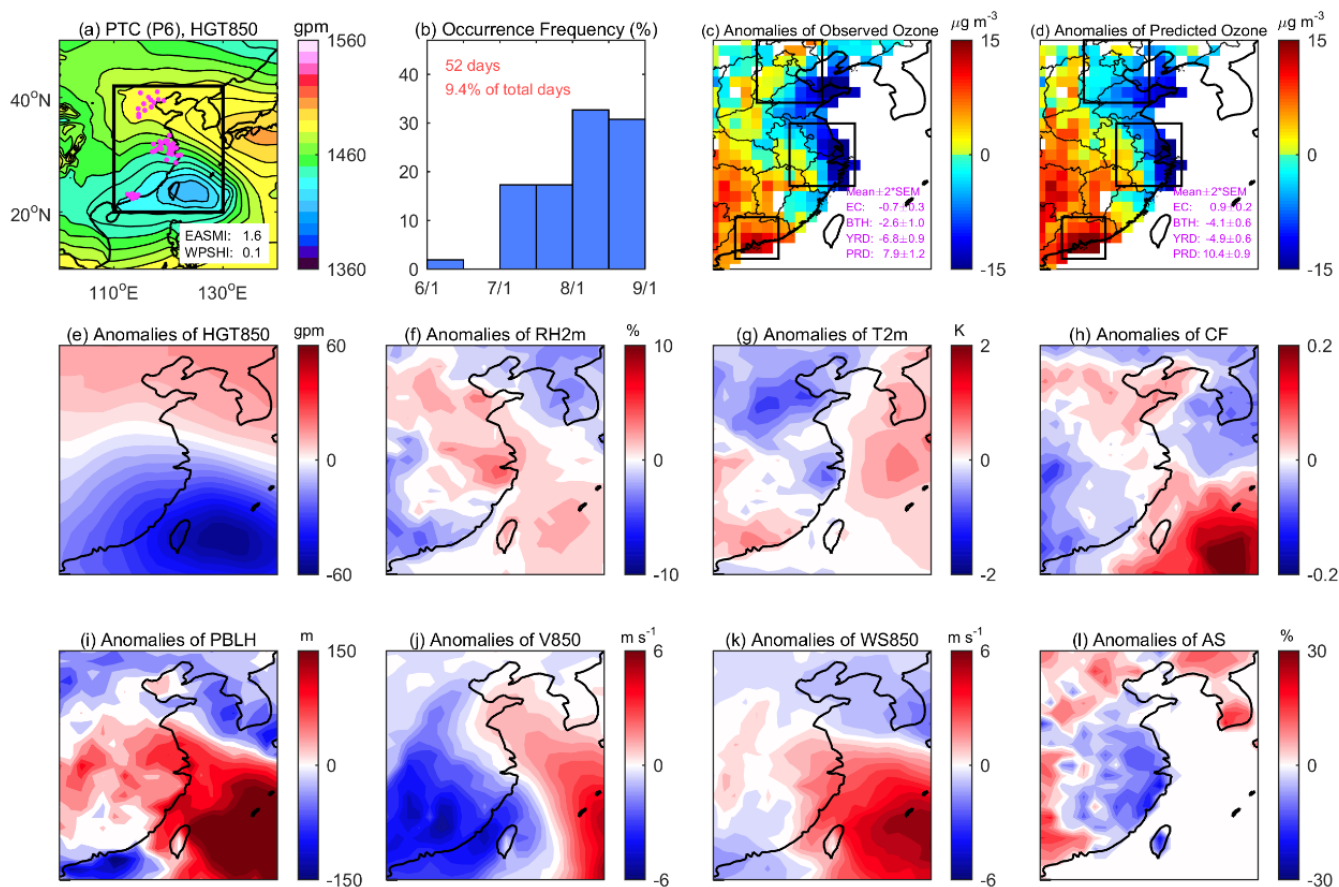 (a) PTC (P6), HGT850 gpm
1560
1460
1360
40°N
20°N
110°E 130°E
EASMI: 1.6
WPSHI: 0.1
(b) Occurrence Frequency (%)
52 days
9.4% of total days
40
30
20
10
0
6/1 7/1 8/1 9/1
(c) Anomalies of Observed Ozone μg m⁻³
15
0
-15
Mean±2*SEM
EC: -0.7±0.3
BTH: -2.6±1.0
YRD: -6.8±0.9
PRD: 7.9±1.2
(d) Anomalies of Predicted Ozone μg m⁻³
15
0
-15
Mean±2*SEM
EC: 0.9±0.2
BTH: -4.1±0.6
YRD: -4.9±0.6
PRD: 10.4±0.9
(e) Anomalies of HGT850 gpm
60
0
-60
(f) Anomalies of RH2m %
10
0
-10
(g) Anomalies of T2m K
2
0
-2
(h) Anomalies of CF
0.2
0
-0.2
(i) Anomalies of PBLH m
150
0
-150
(j) Anomalies of V850 m s⁻¹
6
0
-6
(k) Anomalies of WS850 m s⁻¹
6
0
-6
(l) Anomalies of AS %
30
0
-30